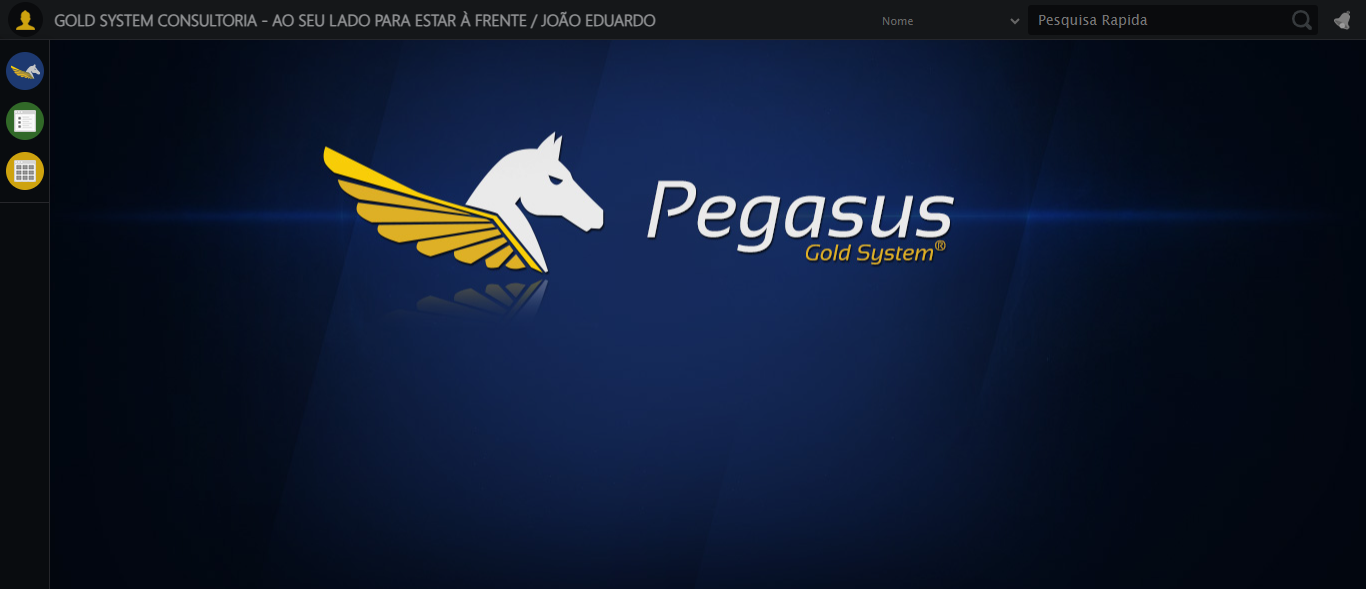 GOLD SYSTEM CONSULTORIA - AO SEU LADO PARA ESTAR À FRENTE / JOÃO EDUARDO
Nome
Pesquisa Rapida
Pegasus
Gold System®